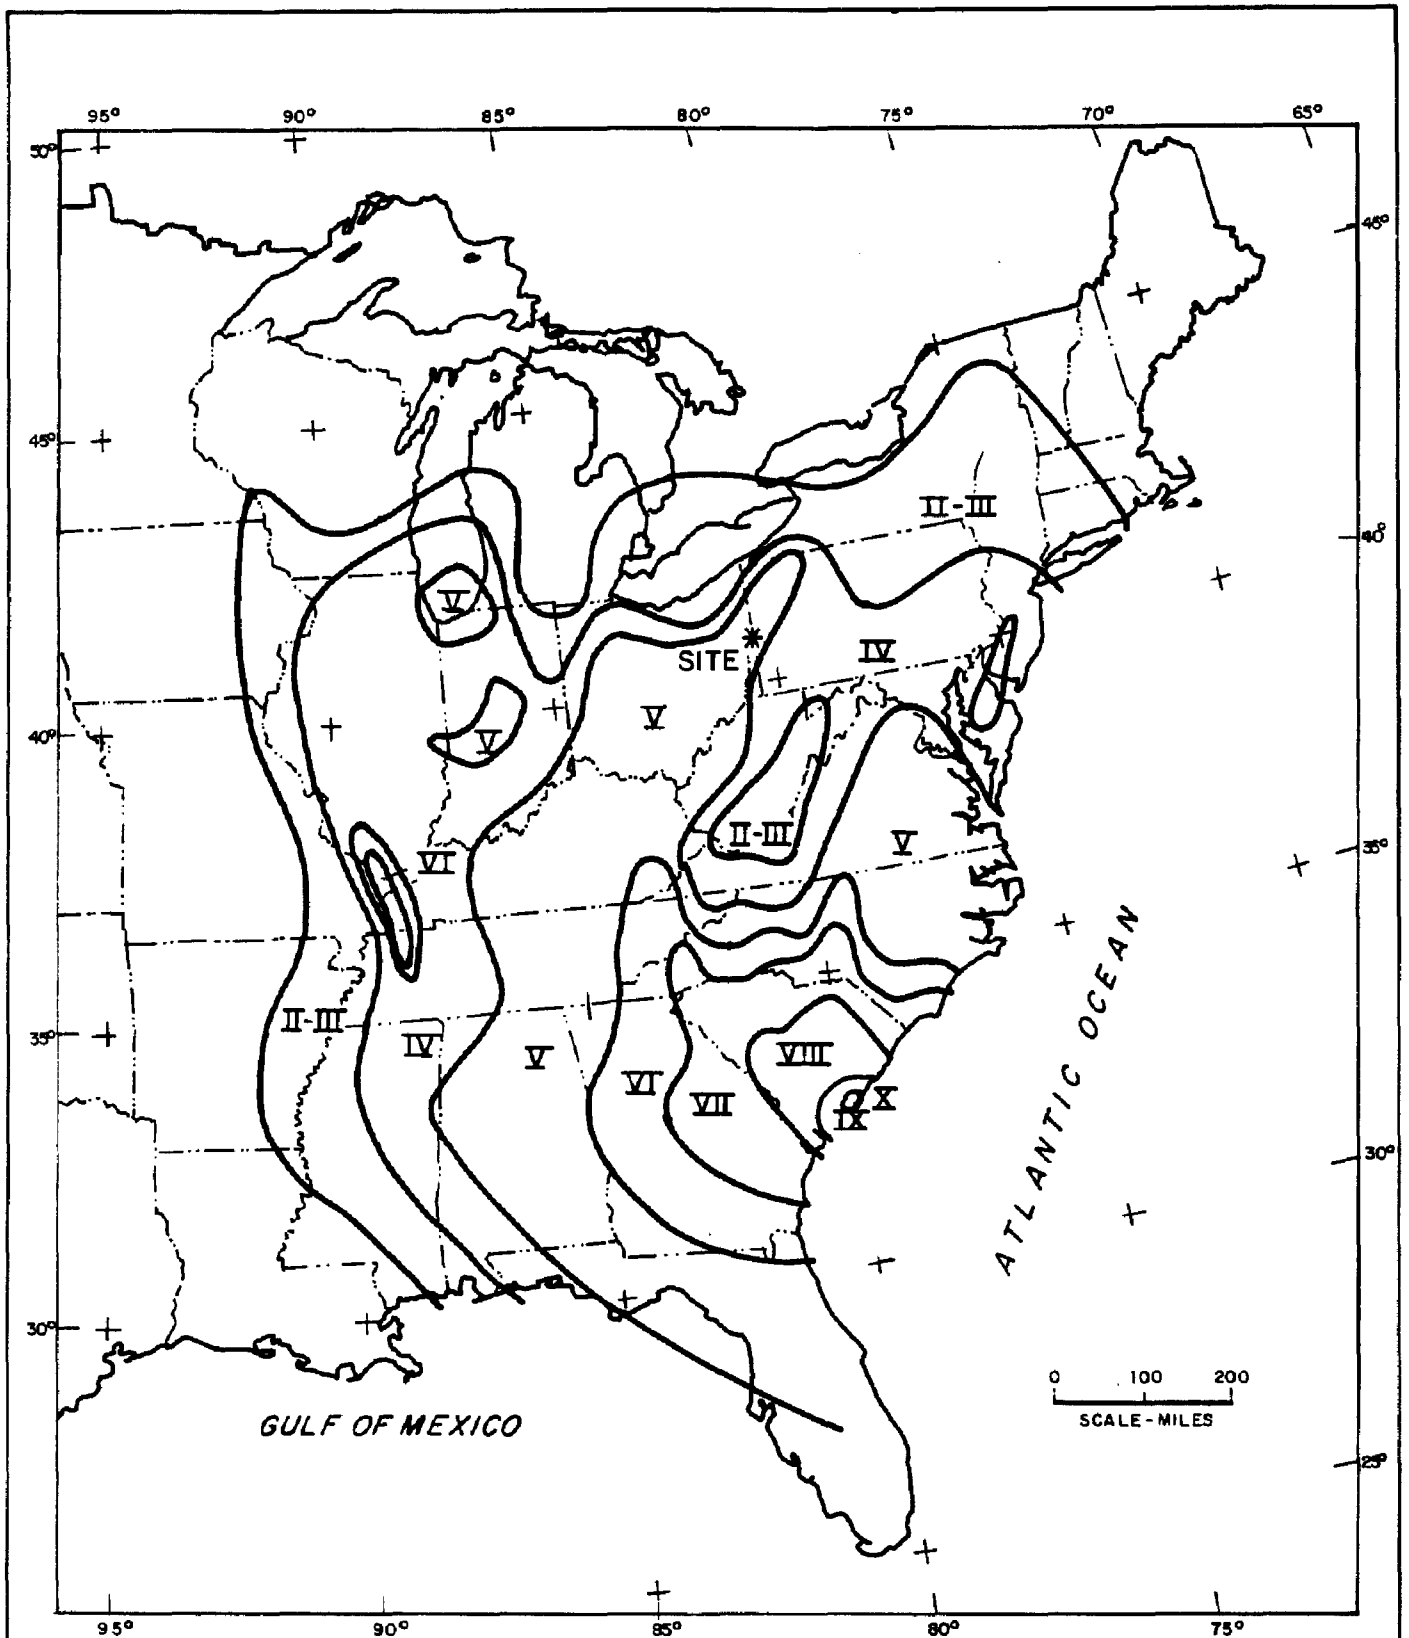 95° 90° 85° 80° 75° 70° 65°
50°
45°
45°
II-III
40°
V
IV
SITE
V
40°
V
II-III
V
35°
VI
II-III
35°
IV
V
VIII
VI
VII
X
IX
30°
ATLANTIC OCEAN
30°
0 100 200
SCALE-MILES
GULF OF MEXICO
25°
95° 90° 85° 80° 75°